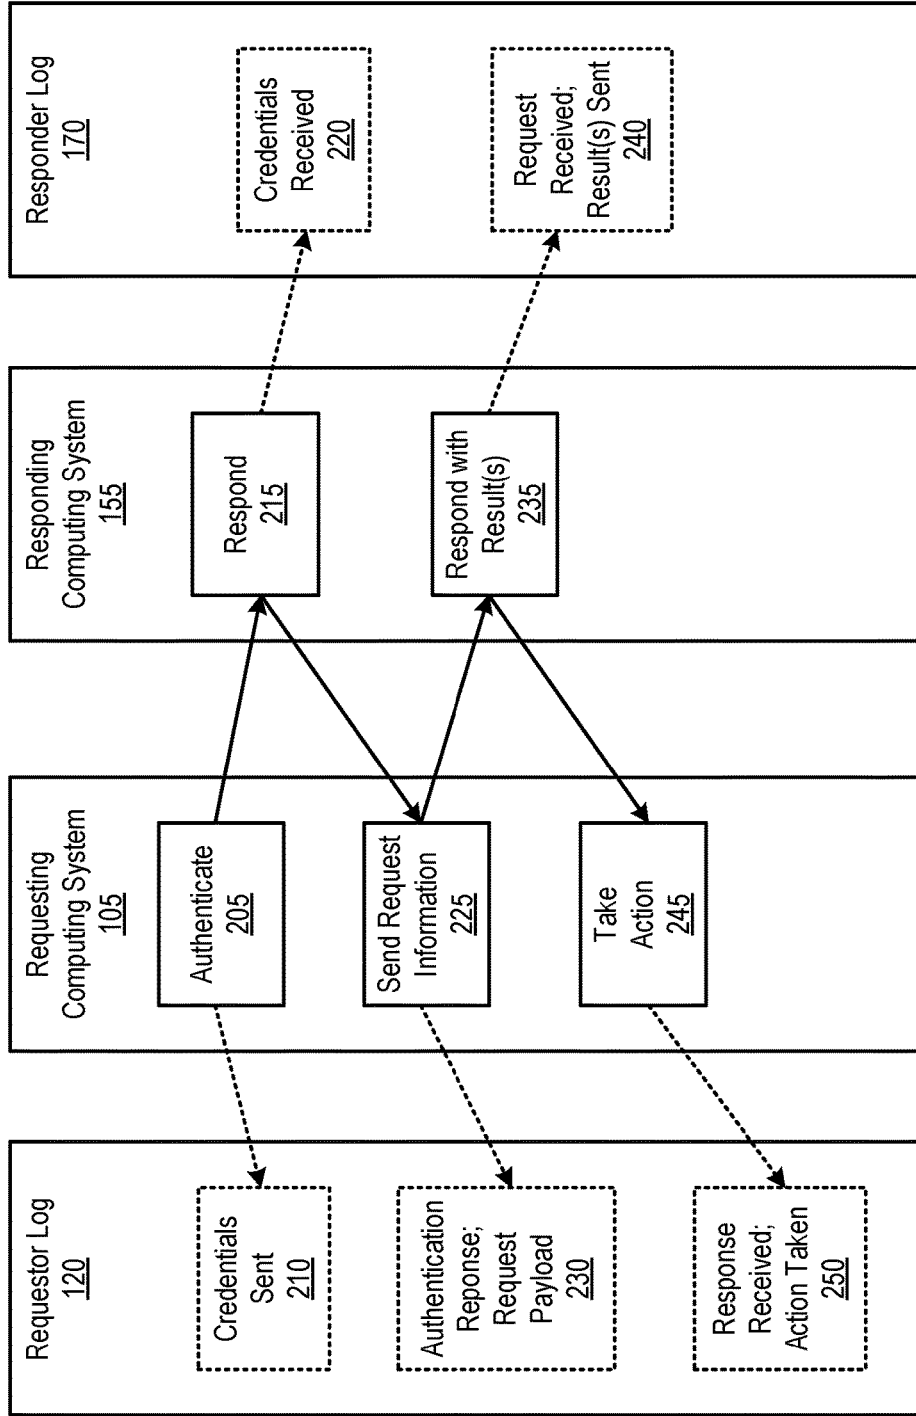 Requestor Log
120
Credentials
Sent
210
Authentication
Reponse;
Request
Payload
230
Response
Received;
Action Taken
250
Requesting
Computing System
105
Authenticate
205
Send Request
Information
225
Take
Action
245
Responding
Computing System
155
Respond
215
Respond with
Result(s)
235
Responder Log
170
Credentials
Received
220
Request
Received;
Result(s) Sent
240